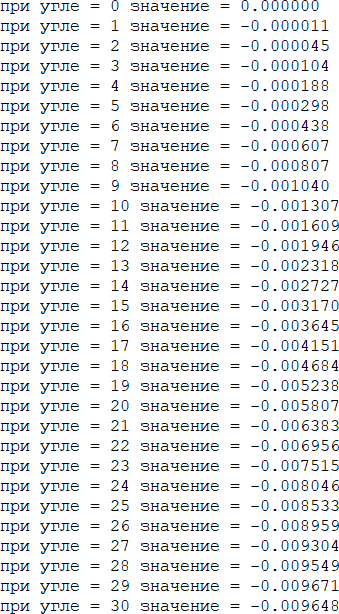 при угле = 0 значение = 0.000000
при угле = 1 значение = -0.000011
при угле = 2 значение = -0.000045
при угле = 3 значение = -0.000104
при угле = 4 значение = -0.000188
при угле = 5 значение = -0.000298
при угле = 6 значение = -0.000438
при угле = 7 значение = -0.000607
при угле = 8 значение = -0.000807
при угле = 9 значение = -0.001040
при угле = 10 значение = -0.001307
при угле = 11 значение = -0.001609
при угле = 12 значение = -0.001946
при угле = 13 значение = -0.002318
при угле = 14 значение = -0.002727
при угле = 15 значение = -0.003170
при угле = 16 значение = -0.003645
при угле = 17 значение = -0.004151
при угле = 18 значение = -0.004684
при угле = 19 значение = -0.005238
при угле = 20 значение = -0.005807
при угле = 21 значение = -0.006383
при угле = 22 значение = -0.006956
при угле = 23 значение = -0.007515
при угле = 24 значение = -0.008046
при угле = 25 значение = -0.008533
при угле = 26 значение = -0.008959
при угле = 27 значение = -0.009304
при угле = 28 значение = -0.009549
при угле = 29 значение = -0.009671
при угле = 30 значение = -0.009648